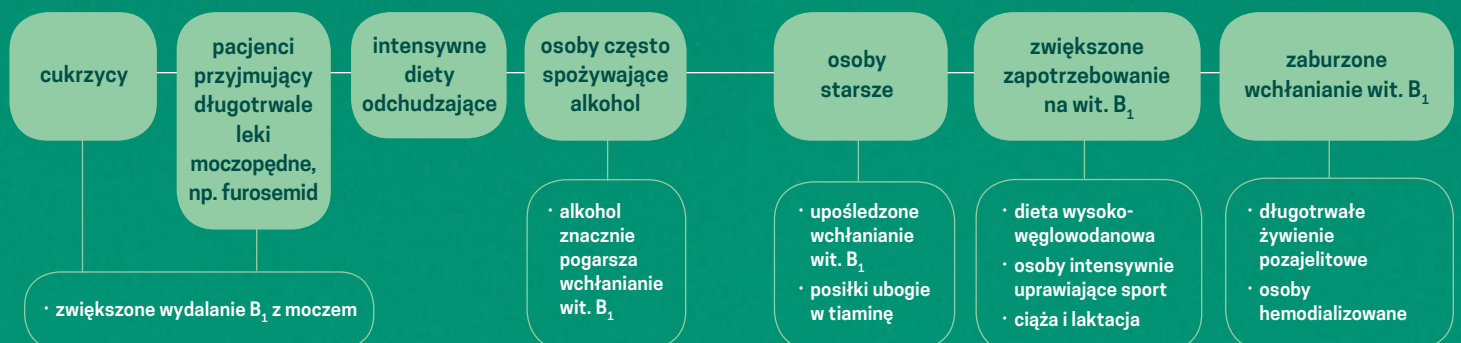 cukrzycy
pacjenci
przyjmujący
długotrwale
leki
moczopędne,
np. furosemid
intensywne
diety
odchudzające
osoby często
spożywające
alkohol
osoby
starsze
zwiększone
zapotrzebowanie
na wit. B₁
zaburzone
wchłanianie wit. B₁
· zwiększone wydalanie B₁ z moczem
· alkohol
znacznie
pogarsza
wchłanianie
wit. B₁
· upośledzone
wchłanianie
wit. B₁
· posiłki ubogie
w tiaminę
· dieta wysoko-
węglowodanowa
· osoby intensywnie
uprawiające sport
· ciąża i laktacja
· długotrwałe
żywienie
pozajelitowe
· osoby
hemodializowane